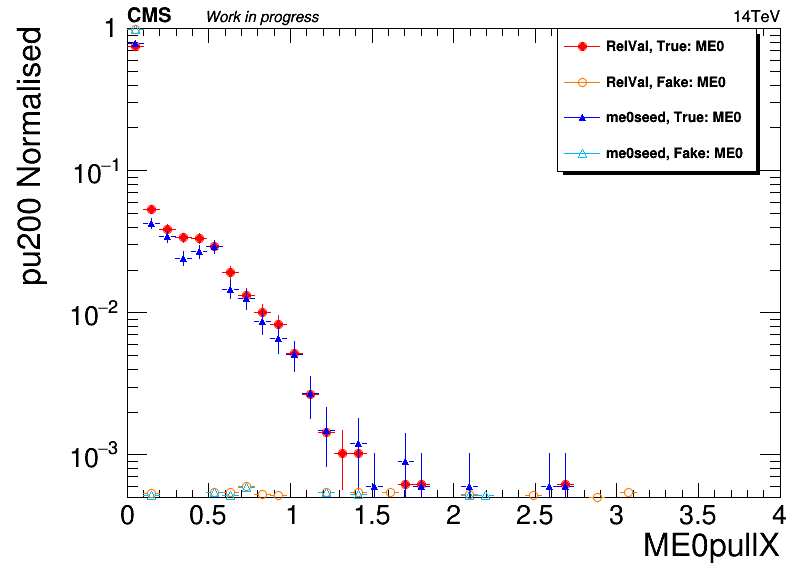 CMS Work in progress 14TeV
RelVal, True: ME0
RelVal, Fake: ME0
me0seed, True: ME0
me0seed, Fake: ME0
pu200 Normalised
1
10−1
10−2
10−3
0 0.5 1 1.5 2 2.5 3 3.5 4
ME0pullX